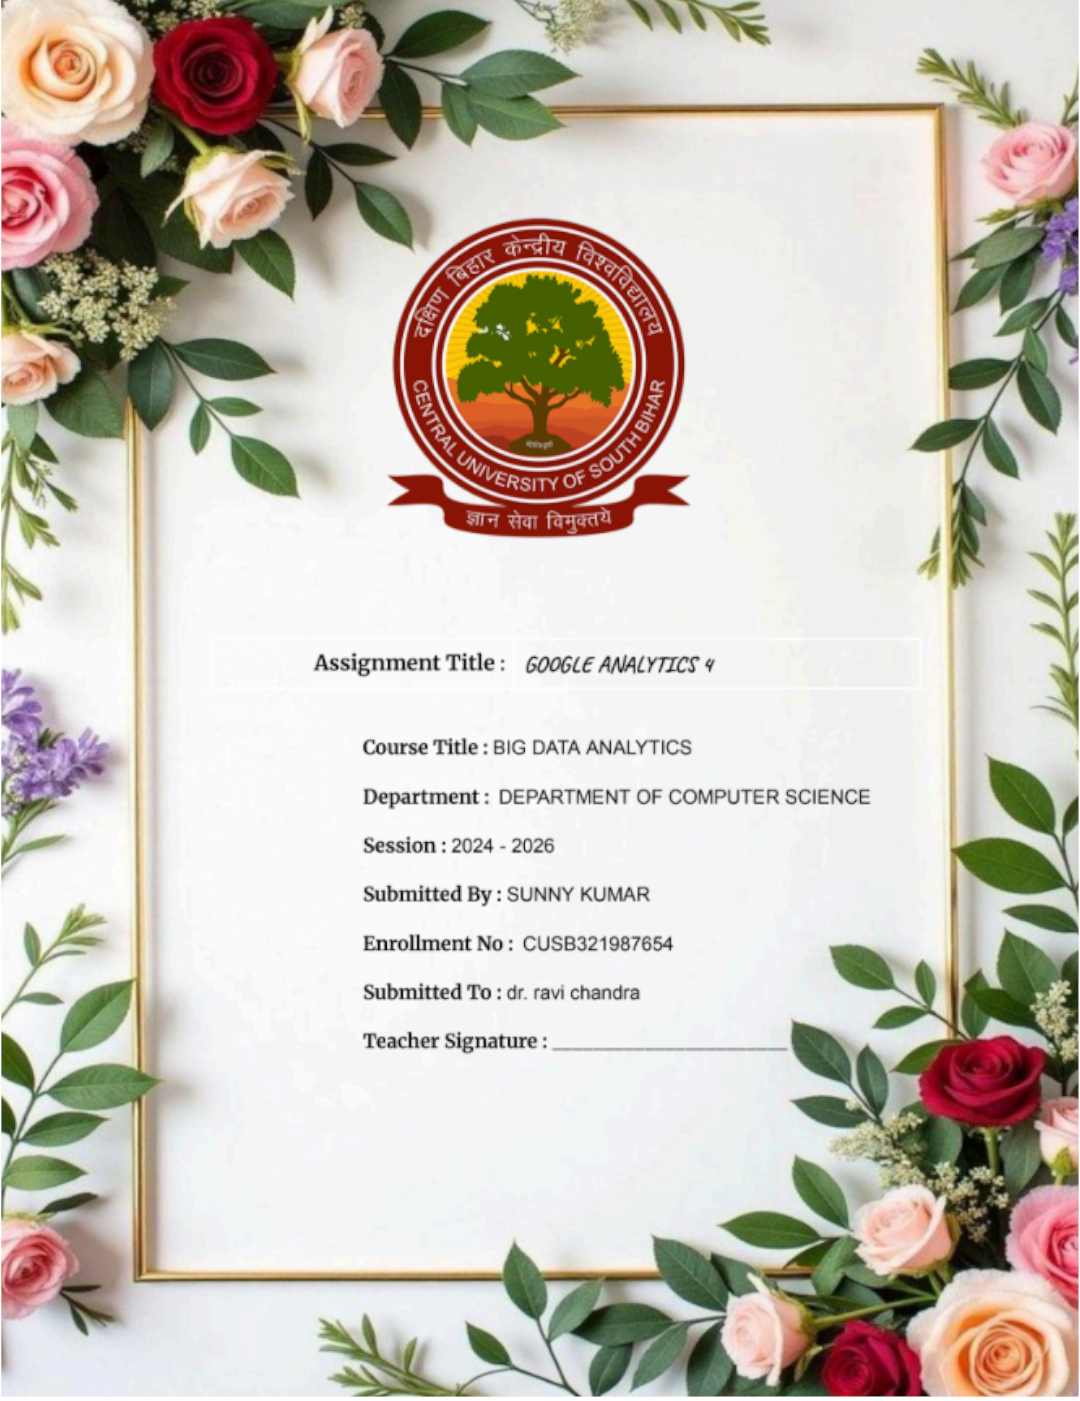 दक्षिण बिहार केन्द्रीय विश्वविद्यालय
CENTRAL UNIVERSITY OF SOUTH BIHAR
ज्ञान सेवा विमुक्तये
Assignment Title : GOOGLE ANALYTICS 4
Course Title : BIG DATA ANALYTICS
Department : DEPARTMENT OF COMPUTER SCIENCE
Session : 2024 - 2026
Submitted By : SUNNY KUMAR
Enrollment No : CUSB321987654
Submitted To : dr. ravi chandra
Teacher Signature : ______________________